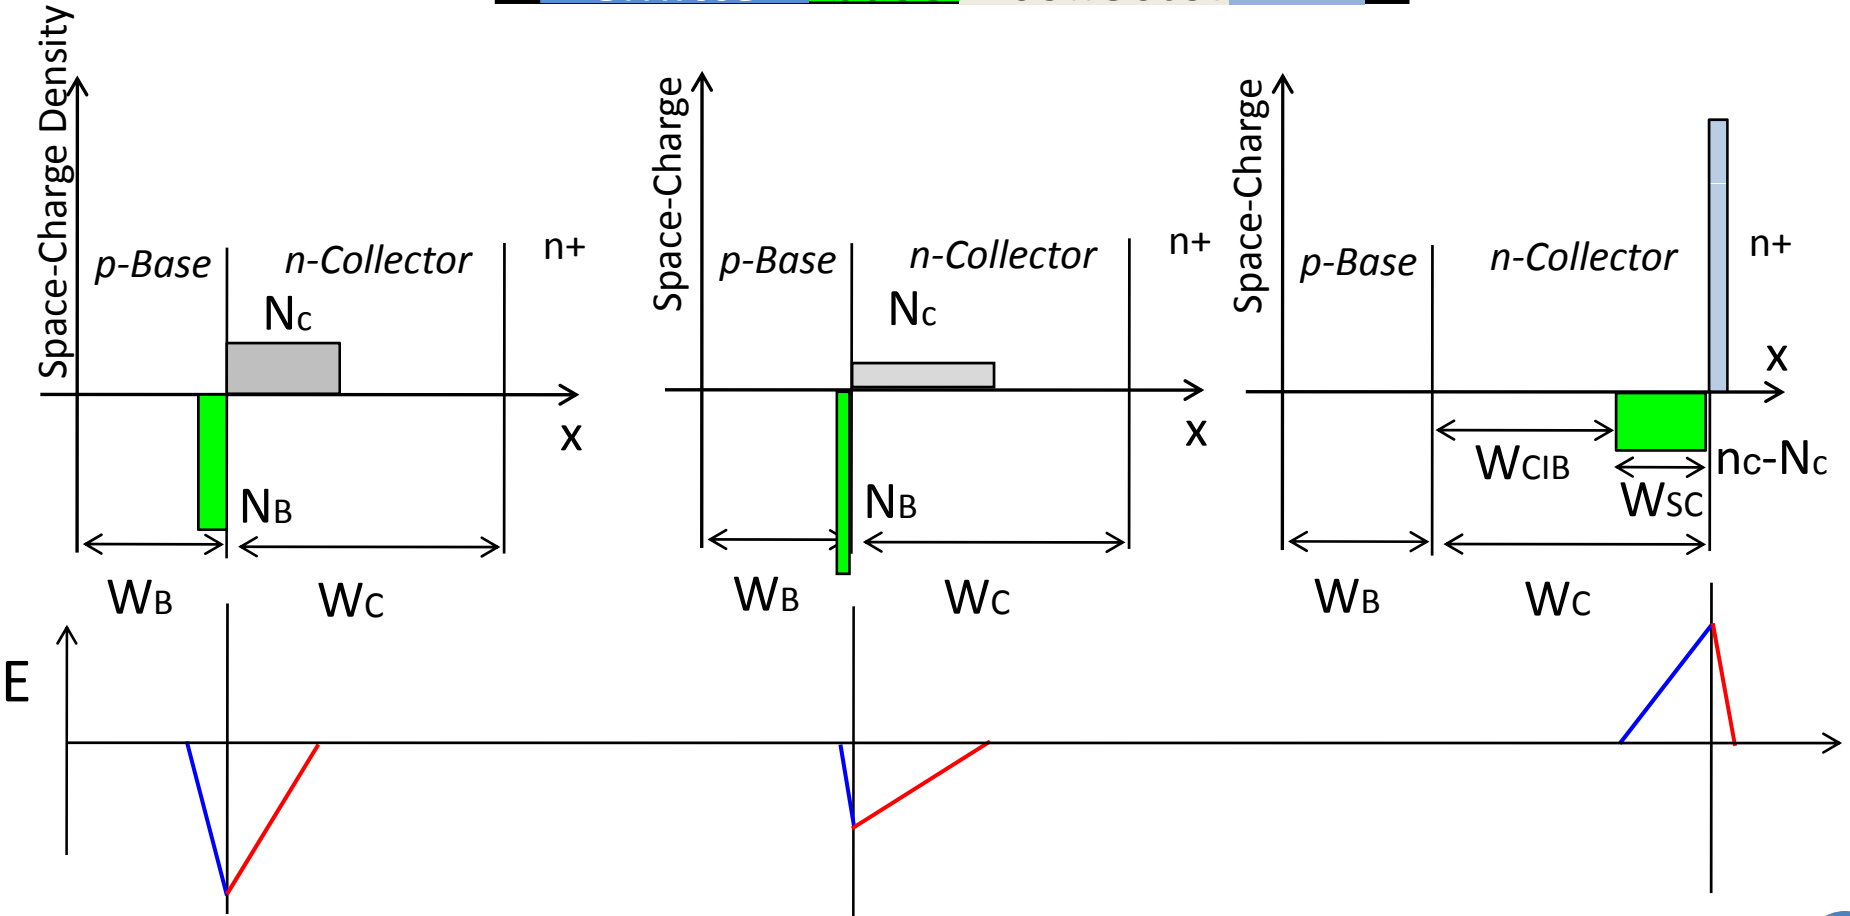 Space-Charge Density
p-Base
n-Collector
n+
Nc
x
NB
WB
WC
Space-Charge
p-Base
n-Collector
n+
Nc
x
NB
WB
WC
Space-Charge
p-Base
n-Collector
n+
x
WCIB
nc-Nc
WSC
WB
WC
E